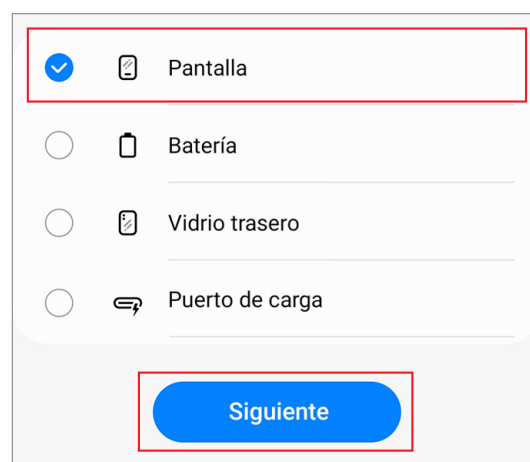 Pantalla
Batería
Vidrio trasero
Puerto de carga
Siguiente